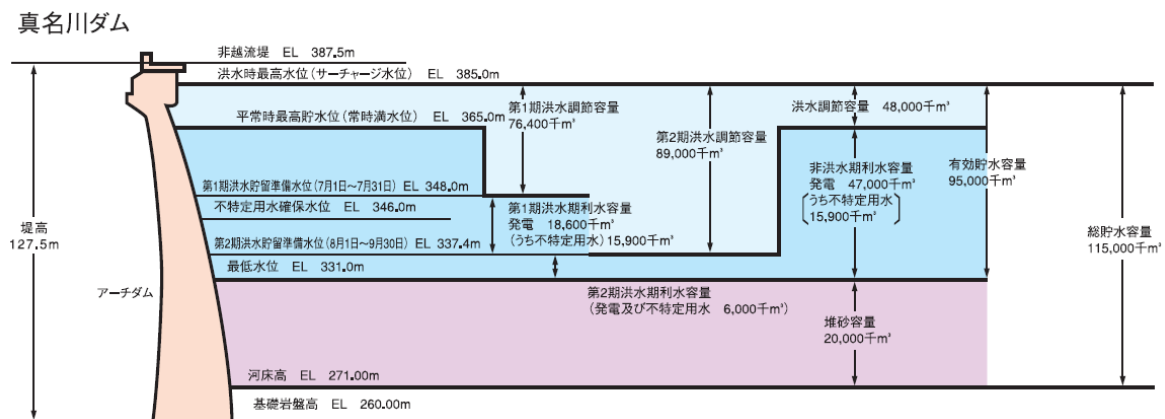 真名川ダム
非越流堤 EL 387.5m
洪水時最高水位(サーチャージ水位) EL 385.0m
平常時最高貯水位(常時満水位) EL 365.0m
第1期洪水貯留準備水位(7月1日～7月31日) EL 348.0m
不特定用水確保水位 EL 346.0m
第2期洪水貯留準備水位(8月1日～9月30日) EL 337.4m
最低水位 EL 331.0m
堤高
127.5m
アーチダム
河床高 EL 271.00m
基礎岩盤高 EL 260.00m
第1期洪水調節容量
76,400千m³
第1期洪水期利水容量
発電 18,600千m³
(うち不特定用水)15,900千m³
第2期洪水調節容量
89,000千m³
第2期洪水期利水容量
(発電及び不特定用水 6,000千m³)
洪水調節容量 48,000千m³
非洪水期利水容量
発電 47,000千m³
〔うち不特定用水
15,900千m³〕
有効貯水容量
95,000千m³
堆砂容量
20,000千m³
総貯水容量
115,000千m³